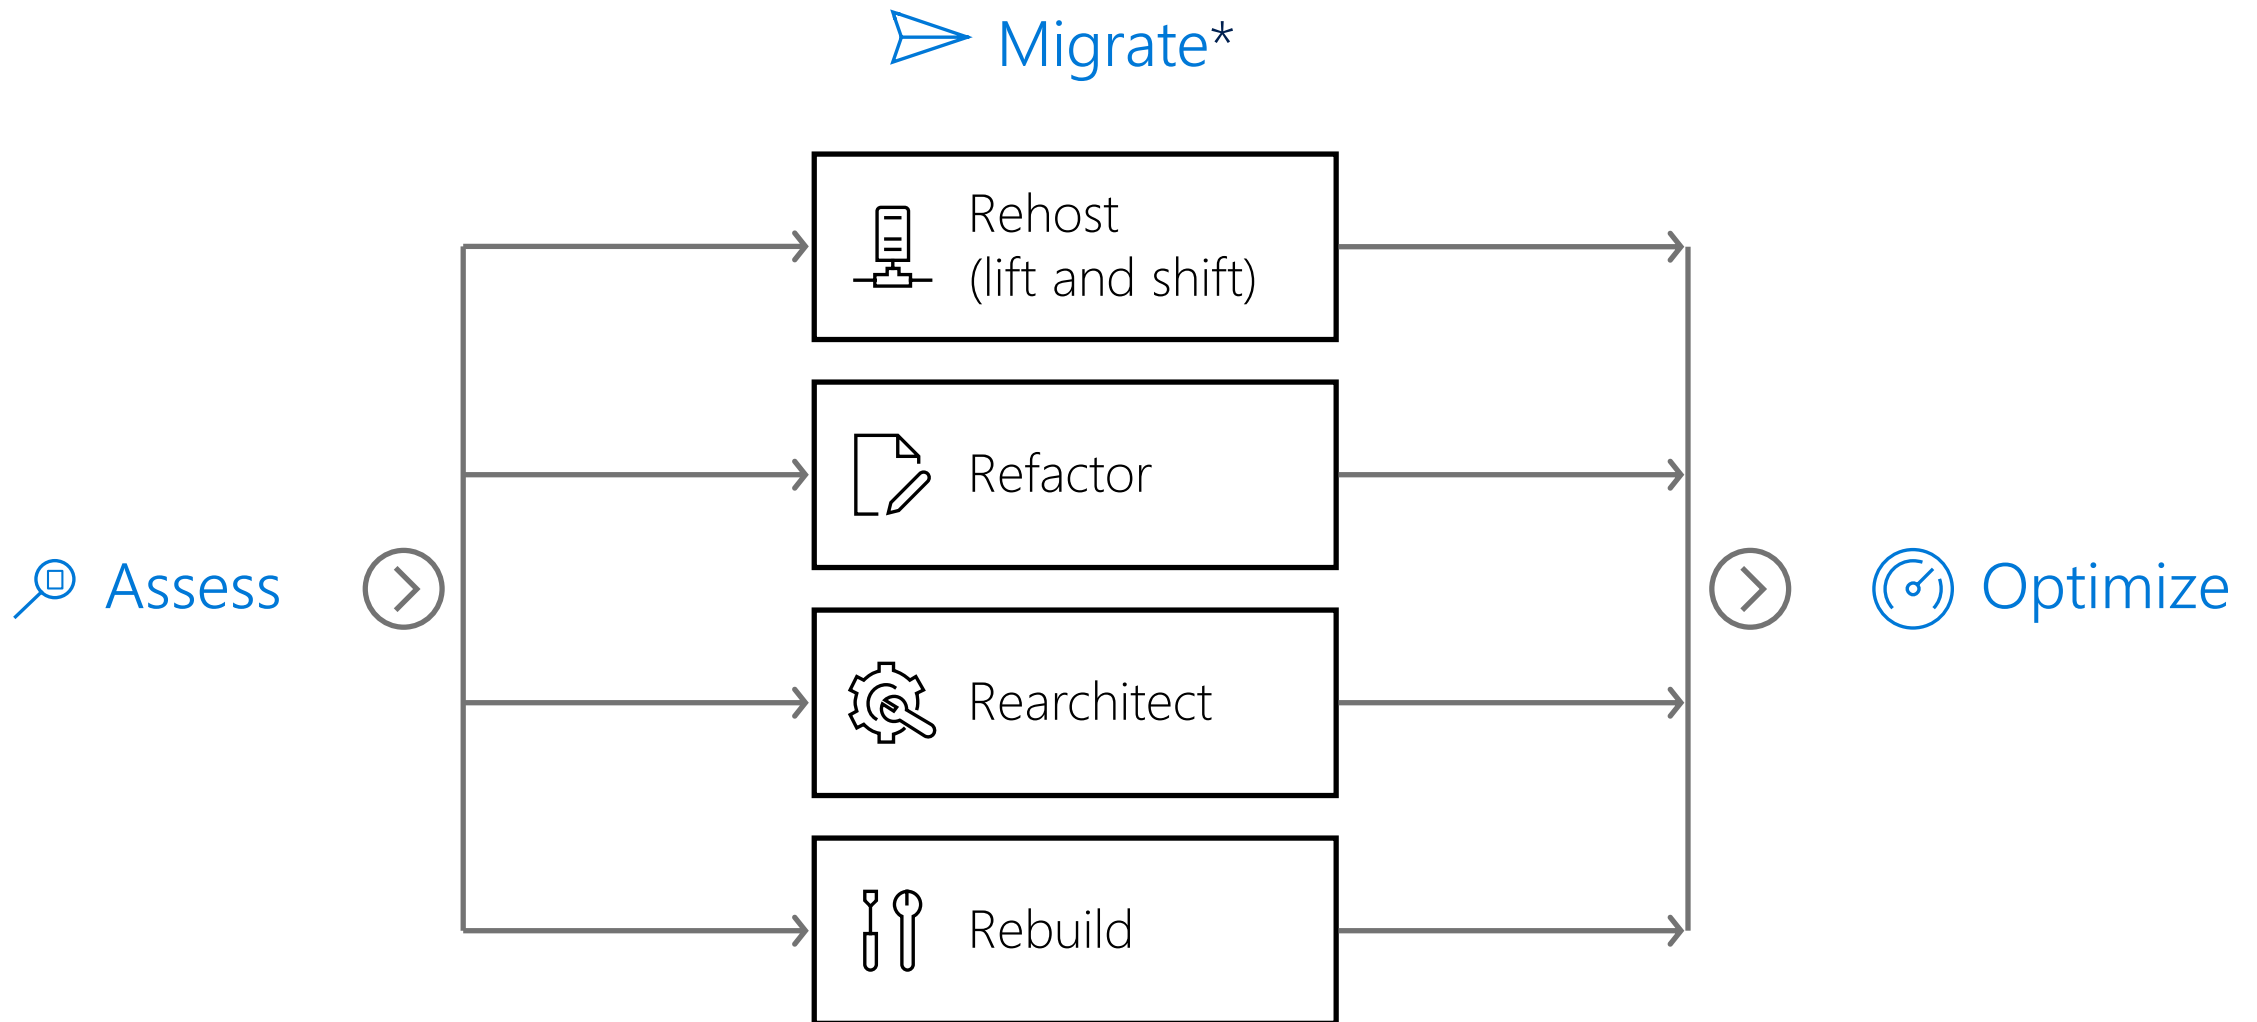 Migrate*
Rehost
(lift and shift)
Refactor
Assess
Optimize
Rearchitect
Rebuild